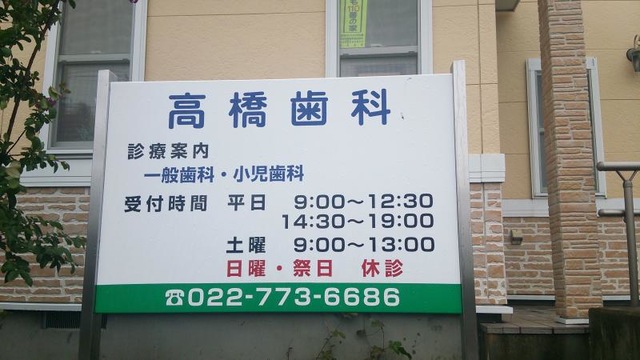 高橋歯科
診療案内
一般歯科・小児歯科
受付時間 平日 9:00～12:30
14:30～19:00
土曜 9:00～13:00
日曜・祭日 休診
☎022-773-6686